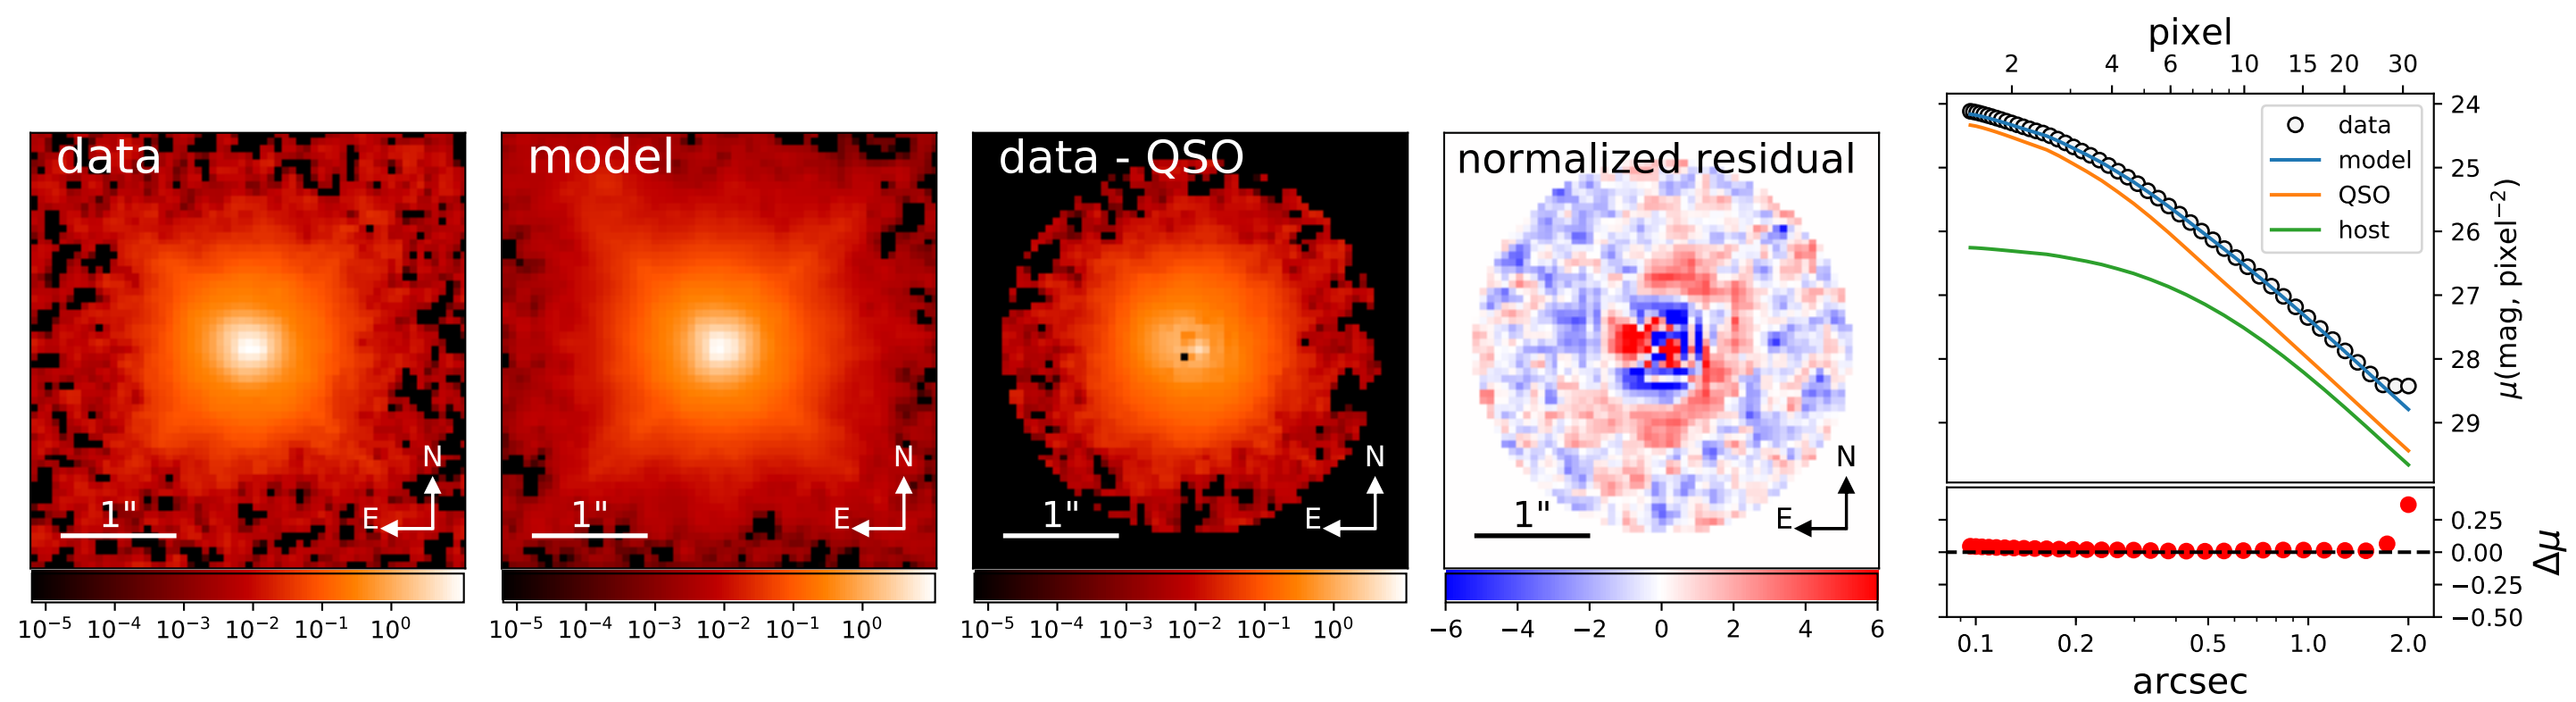 data
N
E
1"
10⁻⁵ 10⁻⁴ 10⁻³ 10⁻² 10⁻¹ 10⁰
model
N
E
1"
10⁻⁵ 10⁻⁴ 10⁻³ 10⁻² 10⁻¹ 10⁰
data - QSO
N
E
1"
10⁻⁵ 10⁻⁴ 10⁻³ 10⁻² 10⁻¹ 10⁰
normalized residual
N
E
1"
−6 −4 −2 0 2 4 6
pixel
2 4 6 10 15 20 30
data
model
QSO
host
24
25
26
27
28
29
μ(mag, pixel⁻²)
0.25
0.00
−0.25
−0.50
Δμ
0.1 0.2 0.5 1.0 2.0
arcsec